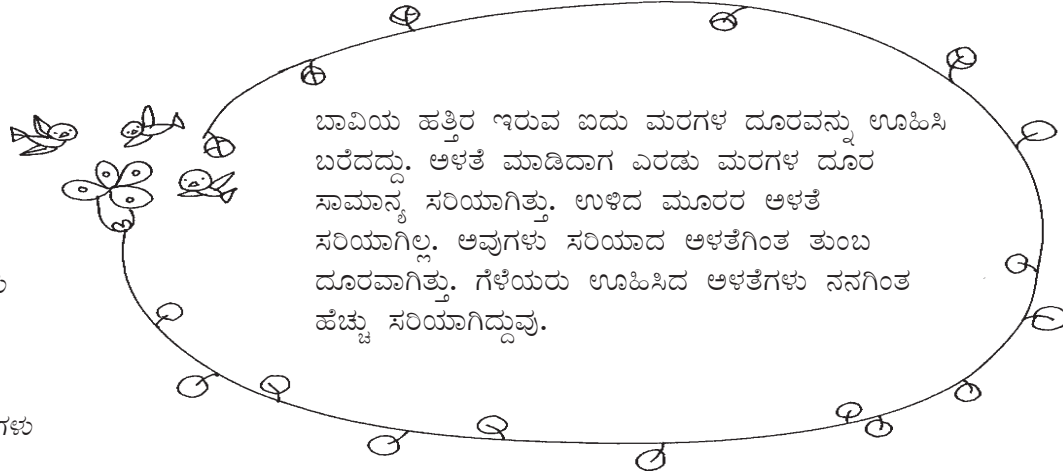 ಬಾವಿಯ ಹತ್ತಿರ ಇರುವ ಐದು ಮರಗಳ ದೂರವನ್ನು ಊಹಿಸಿ
ಬರೆದದ್ದು. ಅಳತೆ ಮಾಡಿದಾಗ ಎರಡು ಮರಗಳ ದೂರ
ಸಾಮಾನ್ಯ ಸರಿಯಾಗಿತ್ತು. ಉಳಿದ ಮೂರರ ಅಳತೆ
ಸರಿಯಾಗಿಲ್ಲ. ಅವುಗಳು ಸರಿಯಾದ ಅಳತೆಗಿಂತ ತುಂಬ
ದೂರವಾಗಿತ್ತು. ಗೆಳೆಯರು ಊಹಿಸಿದ ಅಳತೆಗಳು ನನಗಿಂತ
ಹೆಚ್ಚು ಸರಿಯಾಗಿದ್ದುವು.